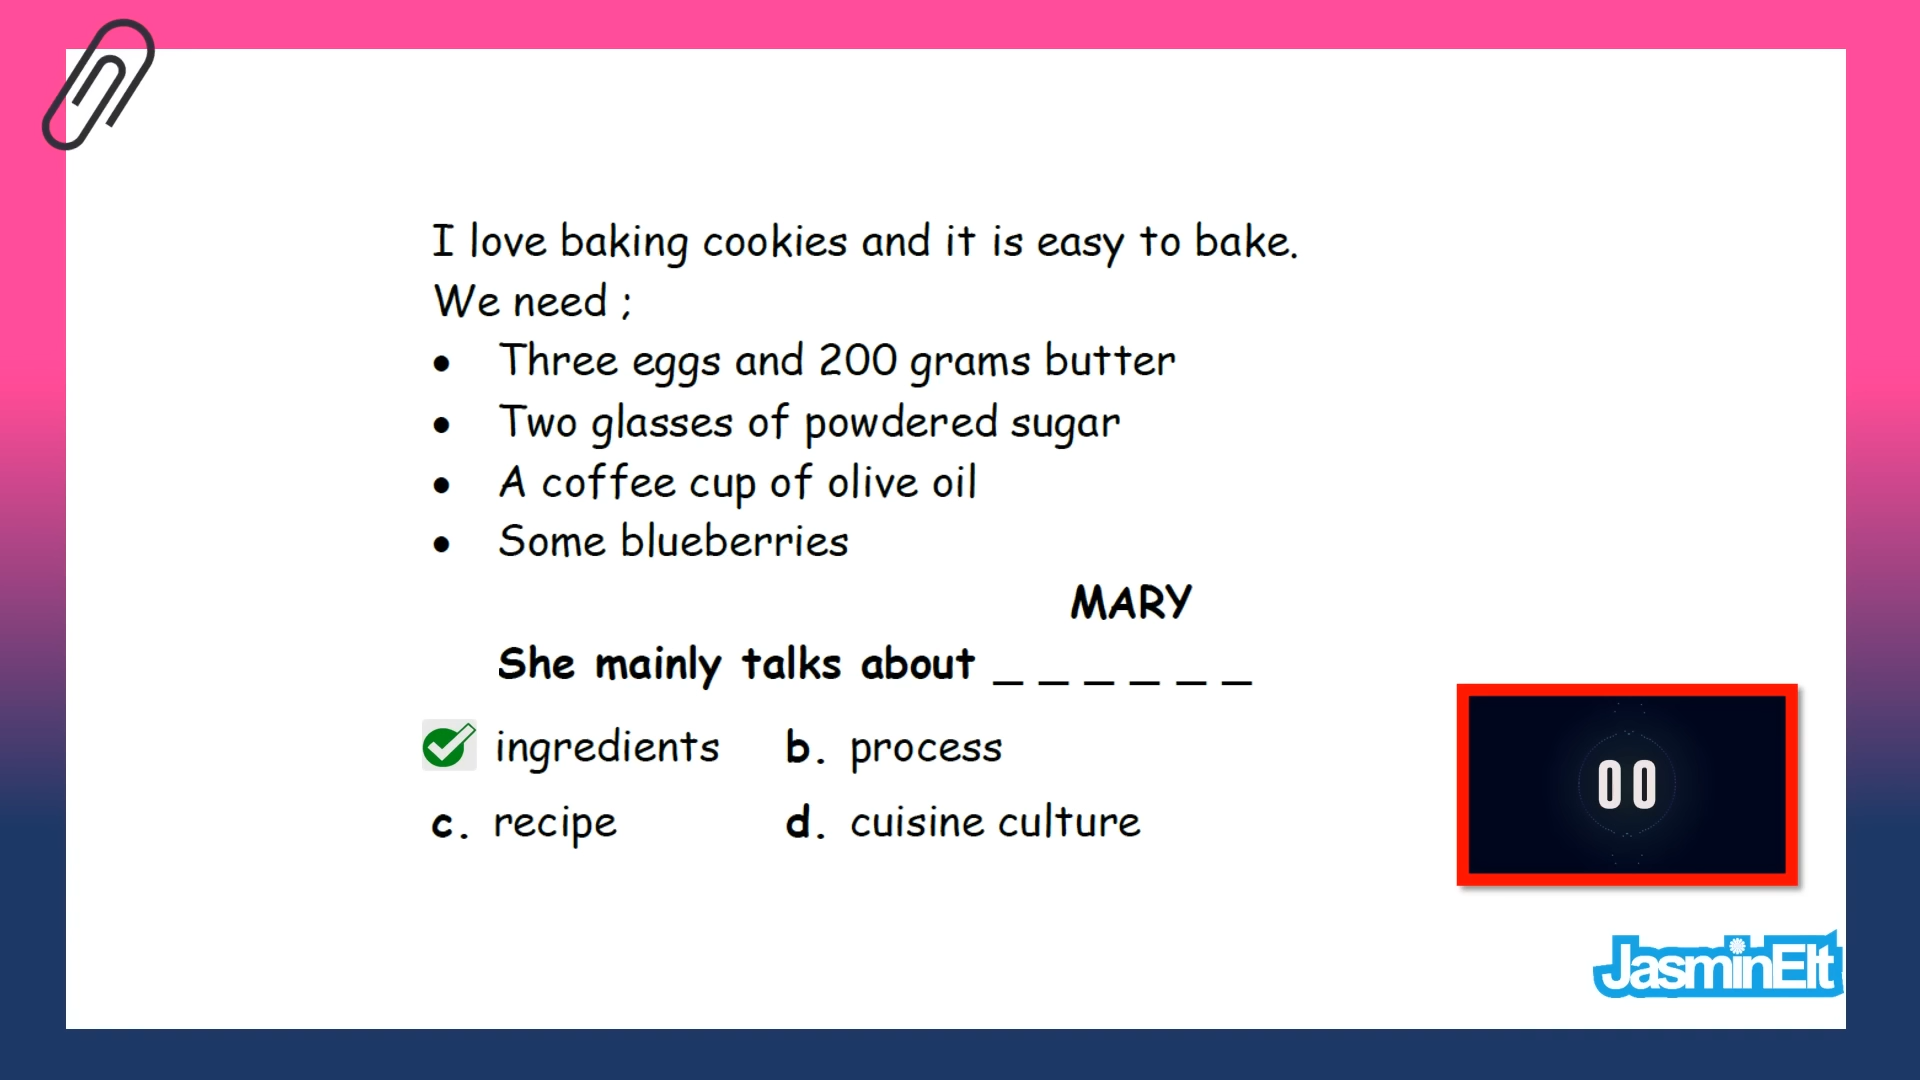 I love baking cookies and it is easy to bake.
We need ;
• Three eggs and 200 grams butter
• Two glasses of powdered sugar
• A coffee cup of olive oil
• Some blueberries
MARY
She mainly talks about _ _ _ _ _ _
ingredients b. process
c. recipe d. cuisine culture
00
JasminElt